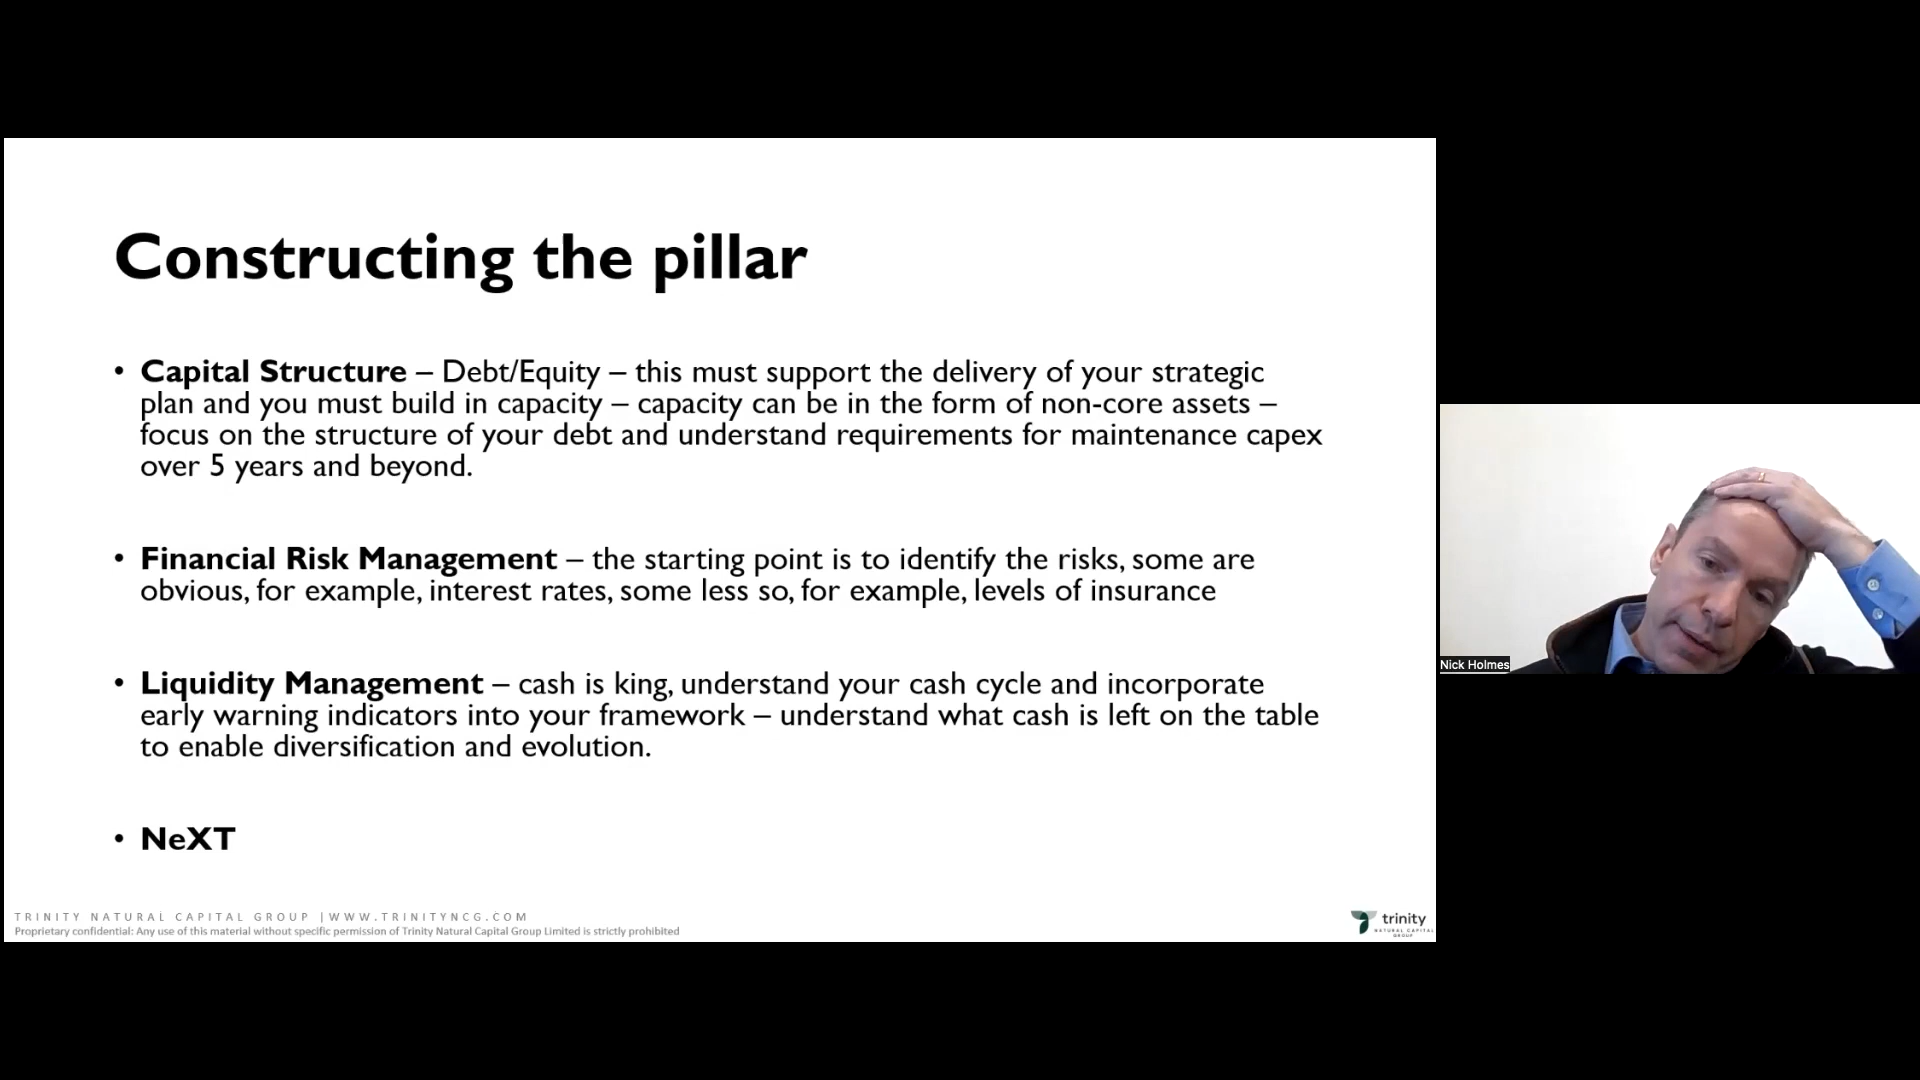 Constructing the pillar
• Capital Structure – Debt/Equity – this must support the delivery of your strategic
plan and you must build in capacity – capacity can be in the form of non-core assets –
focus on the structure of your debt and understand requirements for maintenance capex
over 5 years and beyond.
• Financial Risk Management – the starting point is to identify the risks, some are
obvious, for example, interest rates, some less so, for example, levels of insurance
• Liquidity Management – cash is king, understand your cash cycle and incorporate
early warning indicators into your framework – understand what cash is left on the table
to enable diversification and evolution.
• NeXT
TRINITY NATURAL CAPITAL GROUP | WWW.TRINITYNCG.COM
Proprietary confidential: Any use of this material without specific permission of Trinity Natural Capital Group Limited is strictly prohibited
trinity
NATURAL CAPITAL
GROUP
Nick Holmes